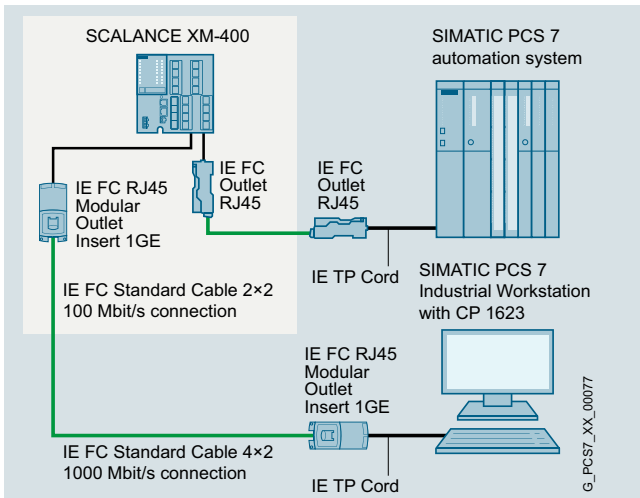 SCALANCE XM-400
SIMATIC PCS 7
automation system
IE FC RJ45
Modular
Outlet
Insert 1GE
IE FC
Outlet
RJ45
IE FC
Outlet
RJ45
IE TP Cord
IE FC Standard Cable 2×2
100 Mbit/s connection
SIMATIC PCS 7
Industrial Workstation
with CP 1623
IE FC RJ45
Modular
Outlet
Insert 1GE
IE FC Standard Cable 4×2
1000 Mbit/s connection
IE TP Cord
G_PCS7_XX_00077